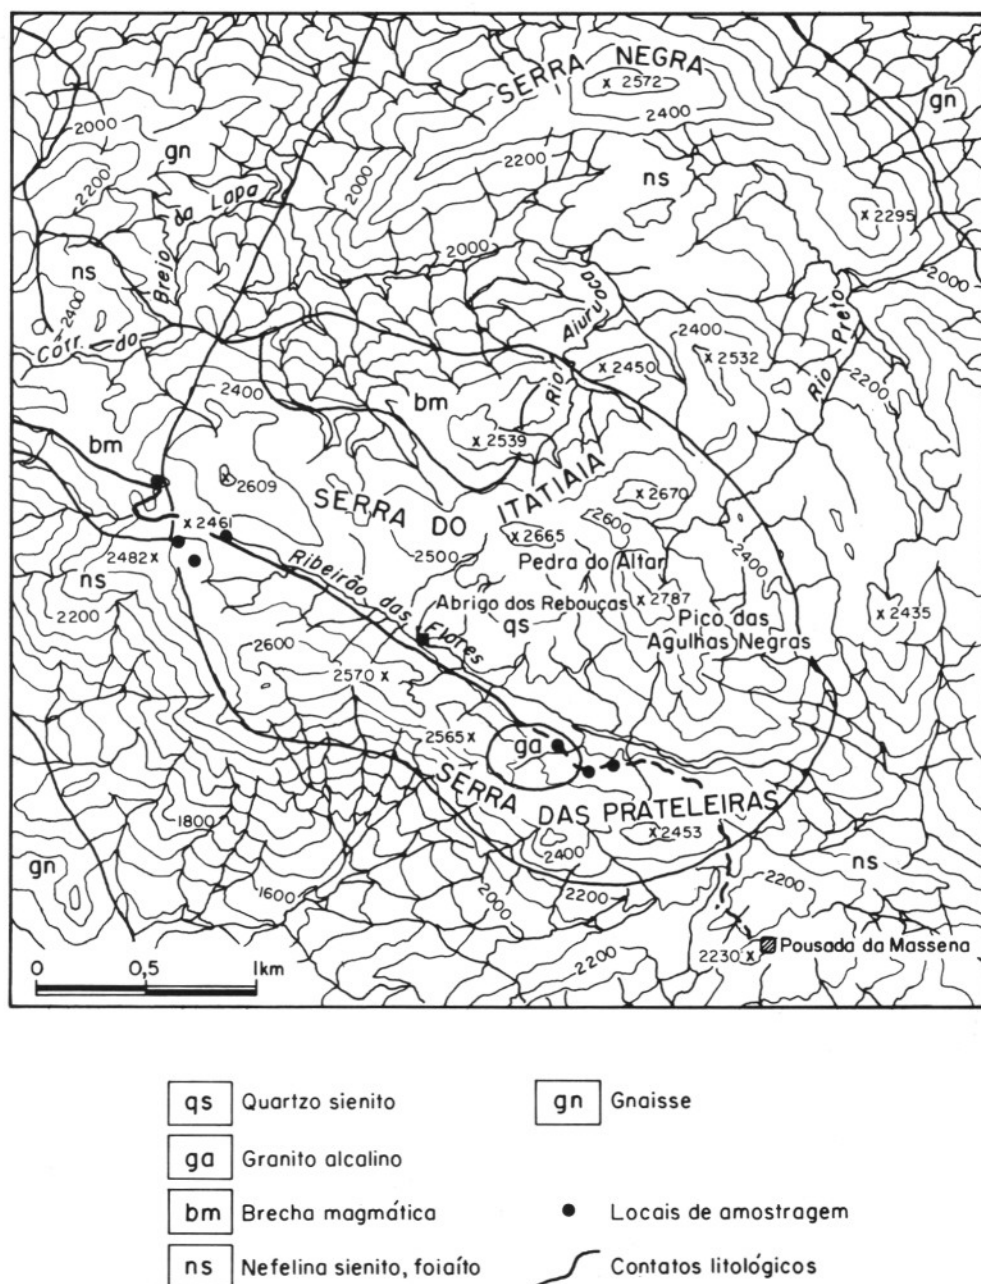 SERRA NEGRA
2572
2400
2200
2000
gn
2000
gn
2200
2000
ns
2295
Brejo da Lapa
2000
2000
ns
2400
Córr. do
Rio Aiuruoca
2400
2532
2450
Rio Preto
2200
2400
bm
2539
bm
2609
SERRA DO ITATIAIA
2670
2461
2600
2665
2500
2482
Pedra do Altar
2400
ns
Ribeirão das Flores
Abrigo dos Rebouças
qs
2787
Pico das
Agulhas Negras
2435
2200
2600
2570
2565
ga
SERRA DAS PRATELEIRAS
1800
2453
2400
gn
ns
1600
2000
2200
2200
2200
2230
Pousada da Massena
0 0,5 1km
qs Quartzo sienito
gn Gnaisse
ga Granito alcalino
bm Brecha magmática
Locais de amostragem
ns Nefelina sienito, foiaíto
Contatos litológicos